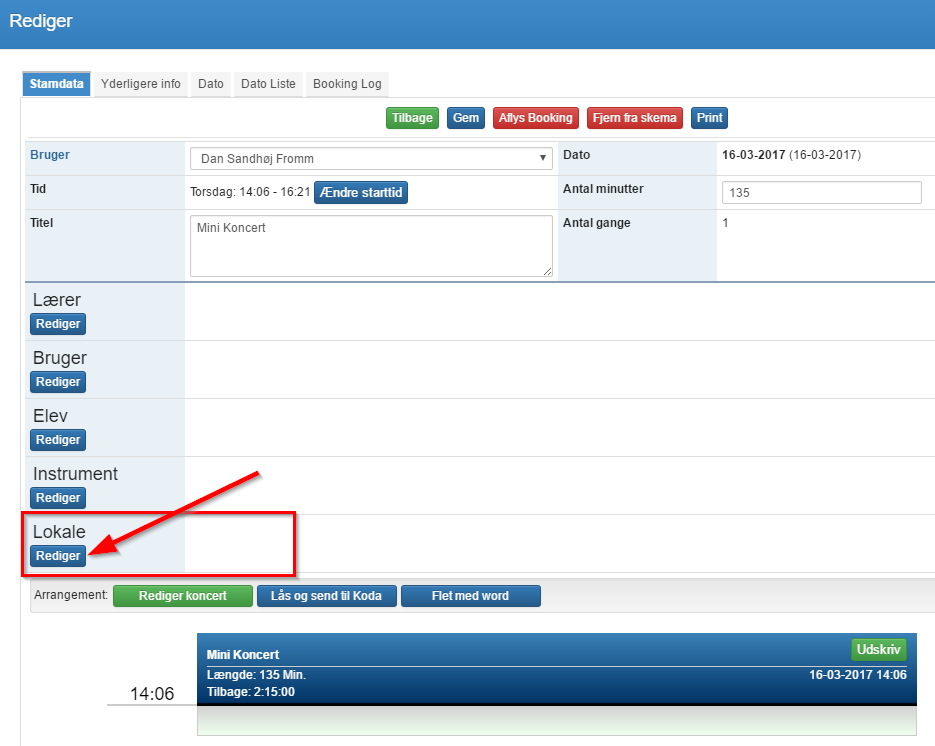 Rediger
Stamdata Yderligere info Dato Dato Liste Booking Log
Tilbage Gem Aflys Booking Fjern fra skema Print
Bruger Dan Sandhøj Fromm Dato 16-03-2017 (16-03-2017)
Tid Torsdag: 14:06 - 16:21 Ændre starttid Antal minutter 135
Titel Mini Koncert Antal gange 1
Lærer
Rediger
Bruger
Rediger
Elev
Rediger
Instrument
Rediger
Lokale
Rediger
Arrangement: Rediger koncert Lås og send til Koda Flet med word
Mini Koncert Udskriv
Længde: 135 Min. 16-03-2017 14:06
Tilbage: 2:15:00
14:06